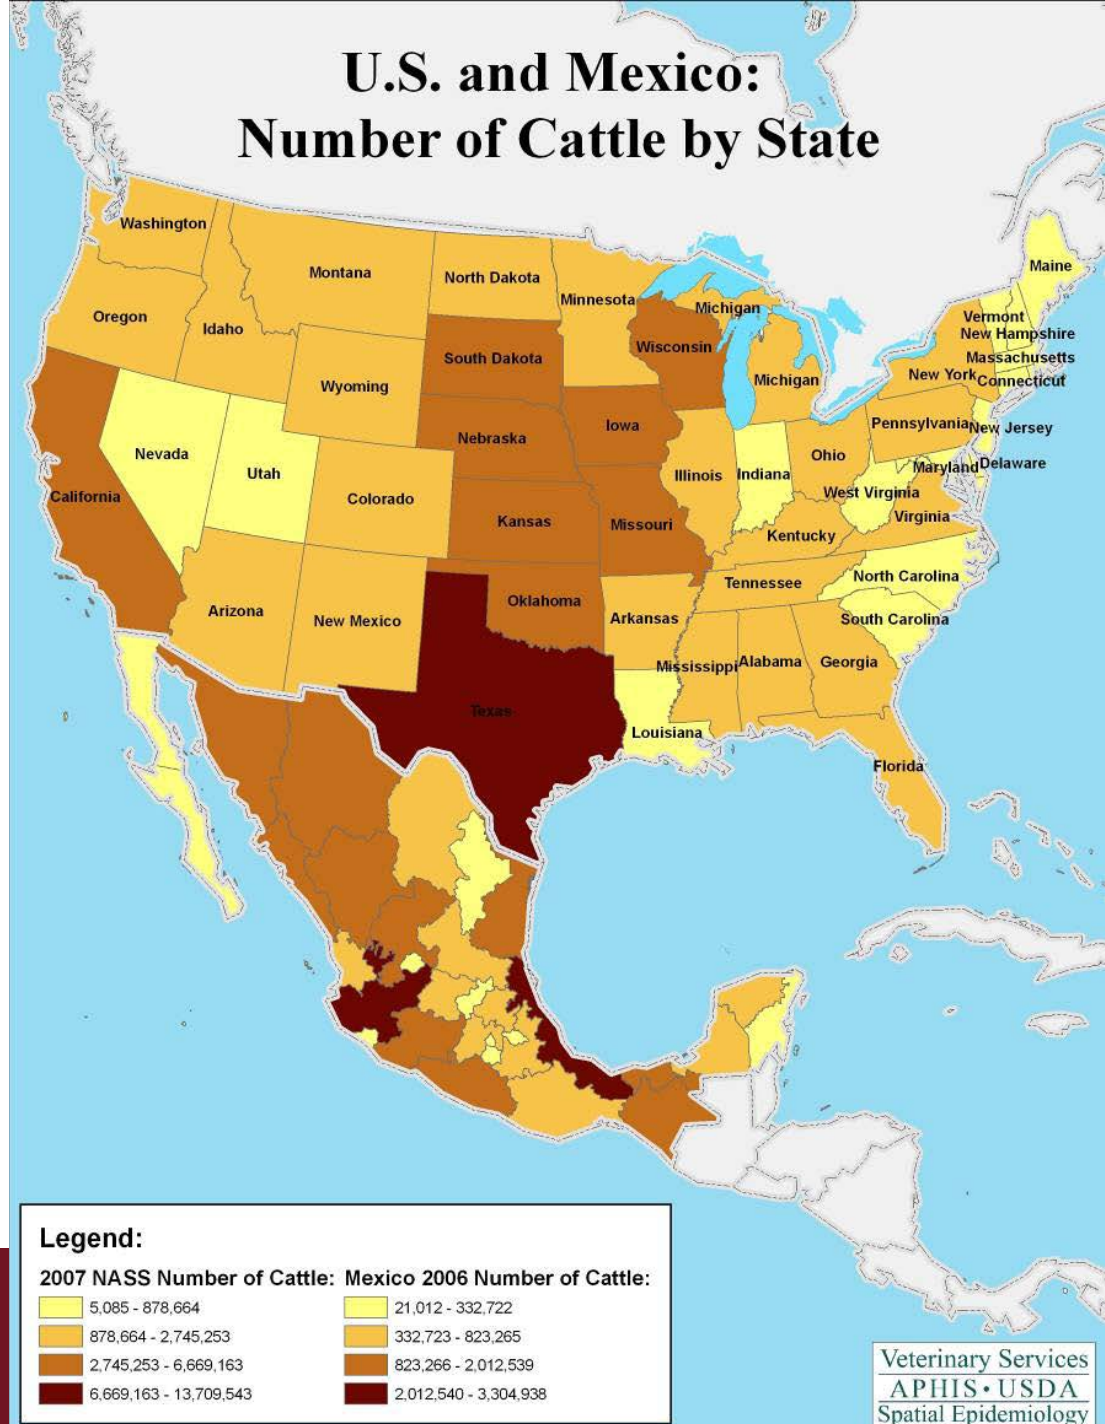 U.S. and Mexico:
Number of Cattle by State
Washington
Montana
North Dakota
Minnesota
Michigan
Maine
Oregon
Idaho
Vermont
New Hampshire
Wisconsin
South Dakota
Massachusetts
Wyoming
Michigan
New York
Connecticut
Nebraska
Iowa
Pennsylvania
New Jersey
Nevada
Utah
Ohio
Illinois
Indiana
Maryland
Delaware
California
Colorado
West Virginia
Kansas
Missouri
Virginia
Kentucky
Tennessee
North Carolina
Arizona
New Mexico
Oklahoma
Arkansas
South Carolina
Mississippi
Alabama
Georgia
Texas
Louisiana
Florida
Legend:
2007 NASS Number of Cattle:
5,085 - 878,664
878,664 - 2,745,253
2,745,253 - 6,669,163
6,669,163 - 13,709,543
Mexico 2006 Number of Cattle:
21,012 - 332,722
332,723 - 823,265
823,266 - 2,012,539
2,012,540 - 3,304,938
Veterinary Services
APHIS • USDA
Spatial Epidemiology